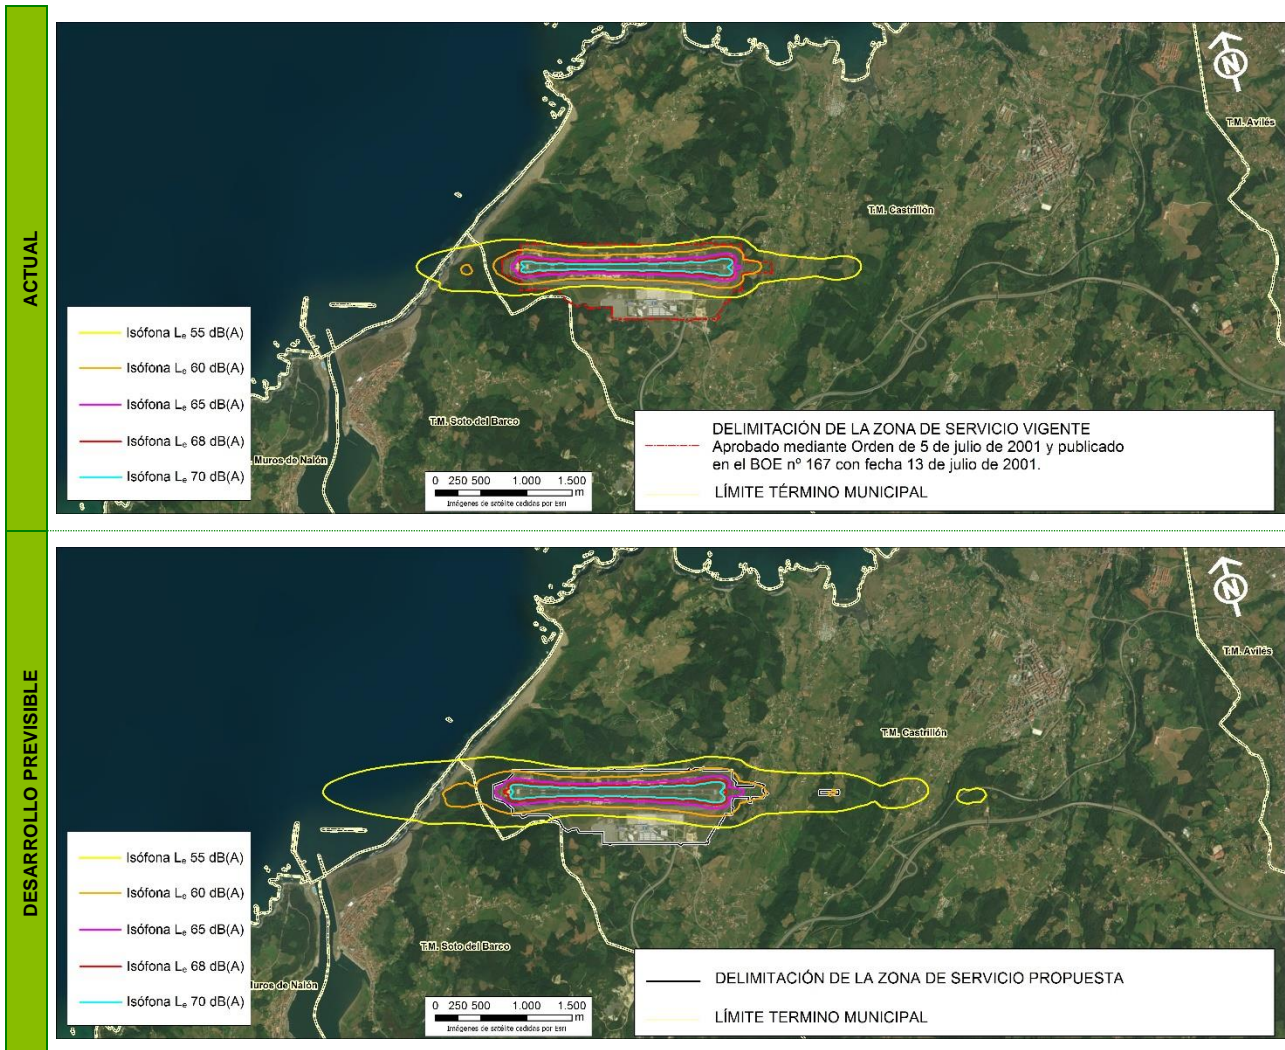 ACTUAL
N
T.M. Avilés
T.M. Castrillón
T.M. Soto del Barco
Muros de Nalón
Isófona Le 55 dB(A)
Isófona Le 60 dB(A)
Isófona Le 65 dB(A)
Isófona Le 68 dB(A)
Isófona Le 70 dB(A)
0 250 500 1.000 1.500
m
Imágenes de satélite cedidas por Esri
DELIMITACIÓN DE LA ZONA DE SERVICIO VIGENTE
Aprobado mediante Orden de 5 de julio de 2001 y publicado
en el BOE nº 167 con fecha 13 de julio de 2001.
LÍMITE TÉRMINO MUNICIPAL
DESARROLLO PREVISIBLE
N
T.M. Avilés
T.M. Castrillón
T.M. Soto del Barco
uros de Nalón
Isófona Le 55 dB(A)
Isófona Le 60 dB(A)
Isófona Le 65 dB(A)
Isófona Le 68 dB(A)
Isófona Le 70 dB(A)
0 250 500 1.000 1.500
m
Imágenes de satélite cedidas por Esri
DELIMITACIÓN DE LA ZONA DE SERVICIO PROPUESTA
LÍMITE TERMINO MUNICIPAL